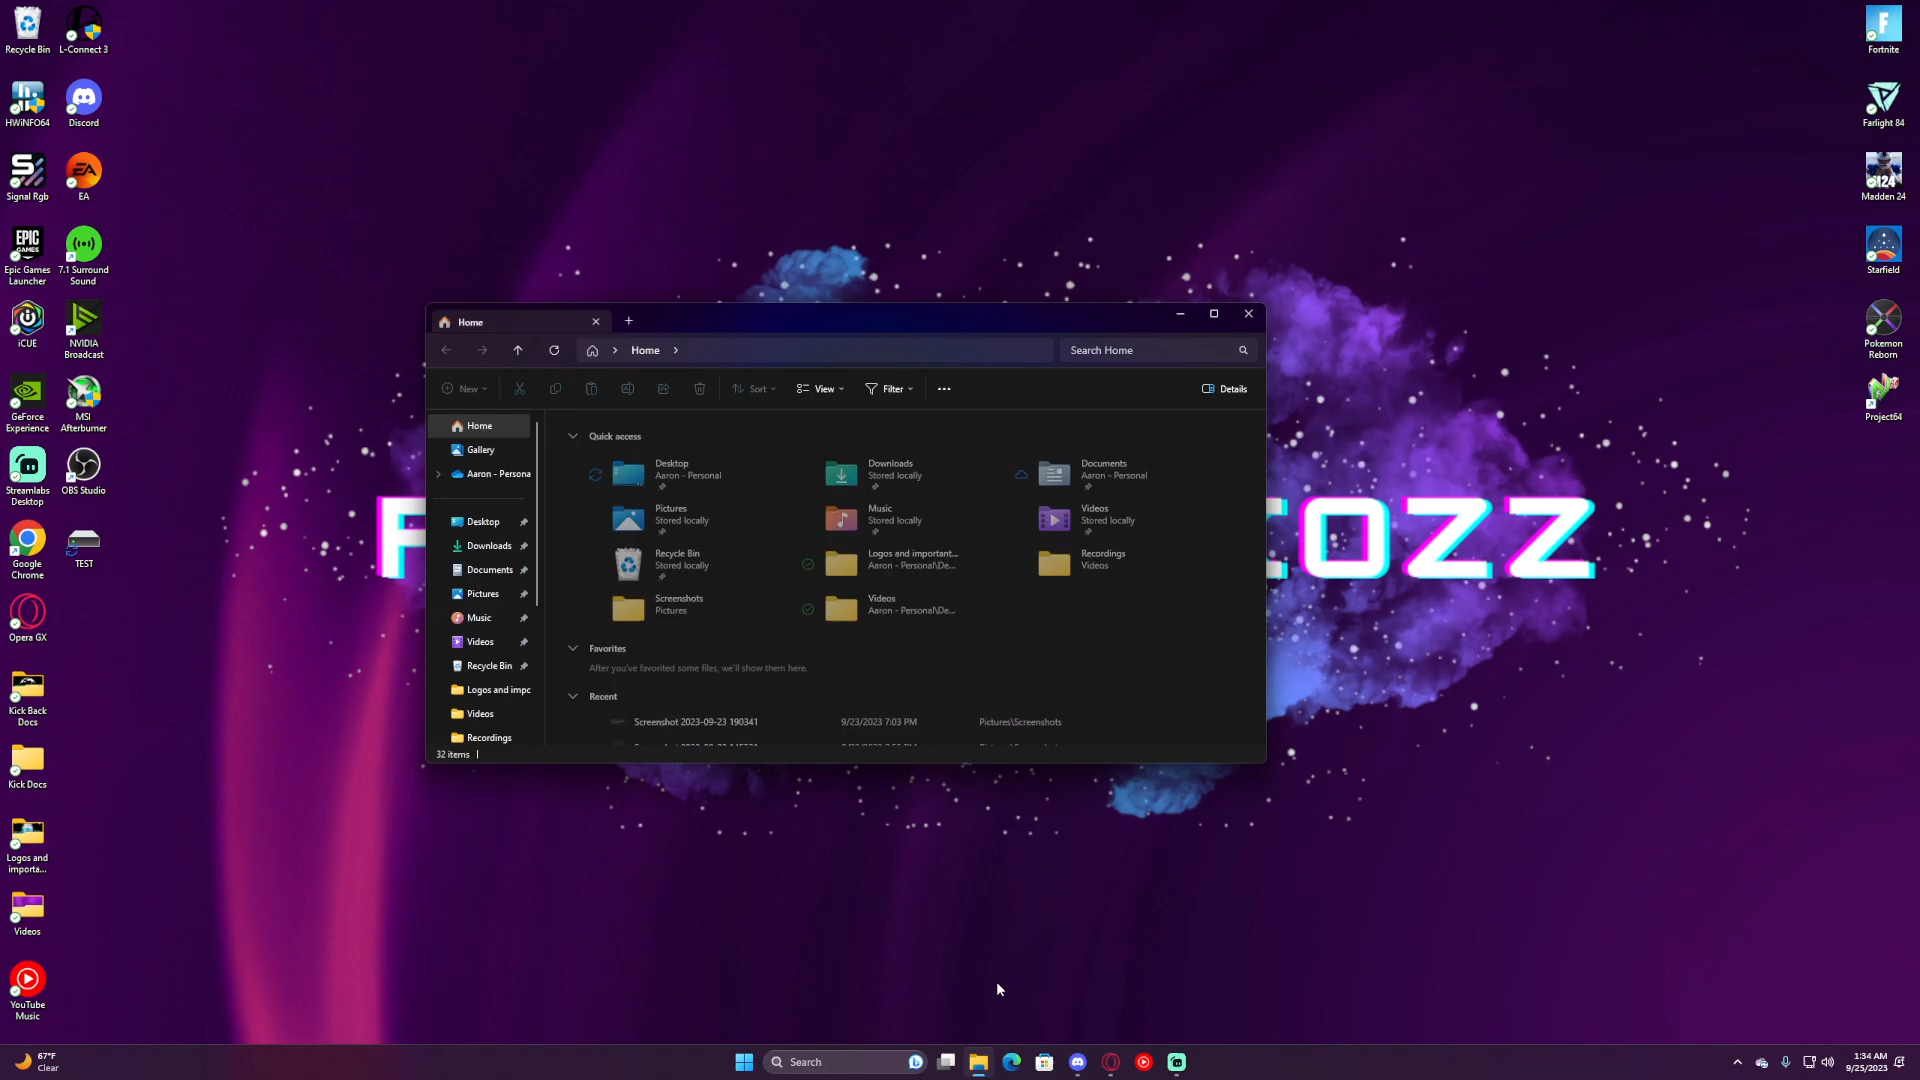 Recycle Bin
L-Connect 3
HWiNFO64
Discord
Signal Rgb
EA
EPIC
GAMES
Epic Games
Launcher
7.1 Surround
Sound
iCUE
NVIDIA
Broadcast
GeForce
Experience
MSI
Afterburner
Streamlabs
Desktop
OBS Studio
Google
Chrome
TEST
Opera GX
Kick Back
Docs
Kick Docs
Logos and
importa...
Videos
YouTube
Music
Fortnite
Farlight 84
Madden 24
Starfield
Pokemon
Reborn
Project64
Home
Home
Search Home
New
Sort
View
Filter
Details
Home
Gallery
Aaron - Persona
Desktop
Downloads
Documents
Pictures
Music
Videos
Recycle Bin
Logos and impc
Videos
Recordings
32 items
Quick access
Desktop
Aaron - Personal
Downloads
Stored locally
Documents
Aaron - Personal
Pictures
Stored locally
Music
Stored locally
Videos
Stored locally
Recycle Bin
Stored locally
Logos and important...
Aaron - Personal\De...
Recordings
Videos
Screenshots
Pictures
Videos
Aaron - Personal\De...
Favorites
After you've favorited some files, we'll show them here.
Recent
Screenshot 2023-09-23 190341
9/23/2023 7:03 PM
Pictures\Screenshots
OZZ
67°F
Clear
Search
1:34 AM
9/25/2023